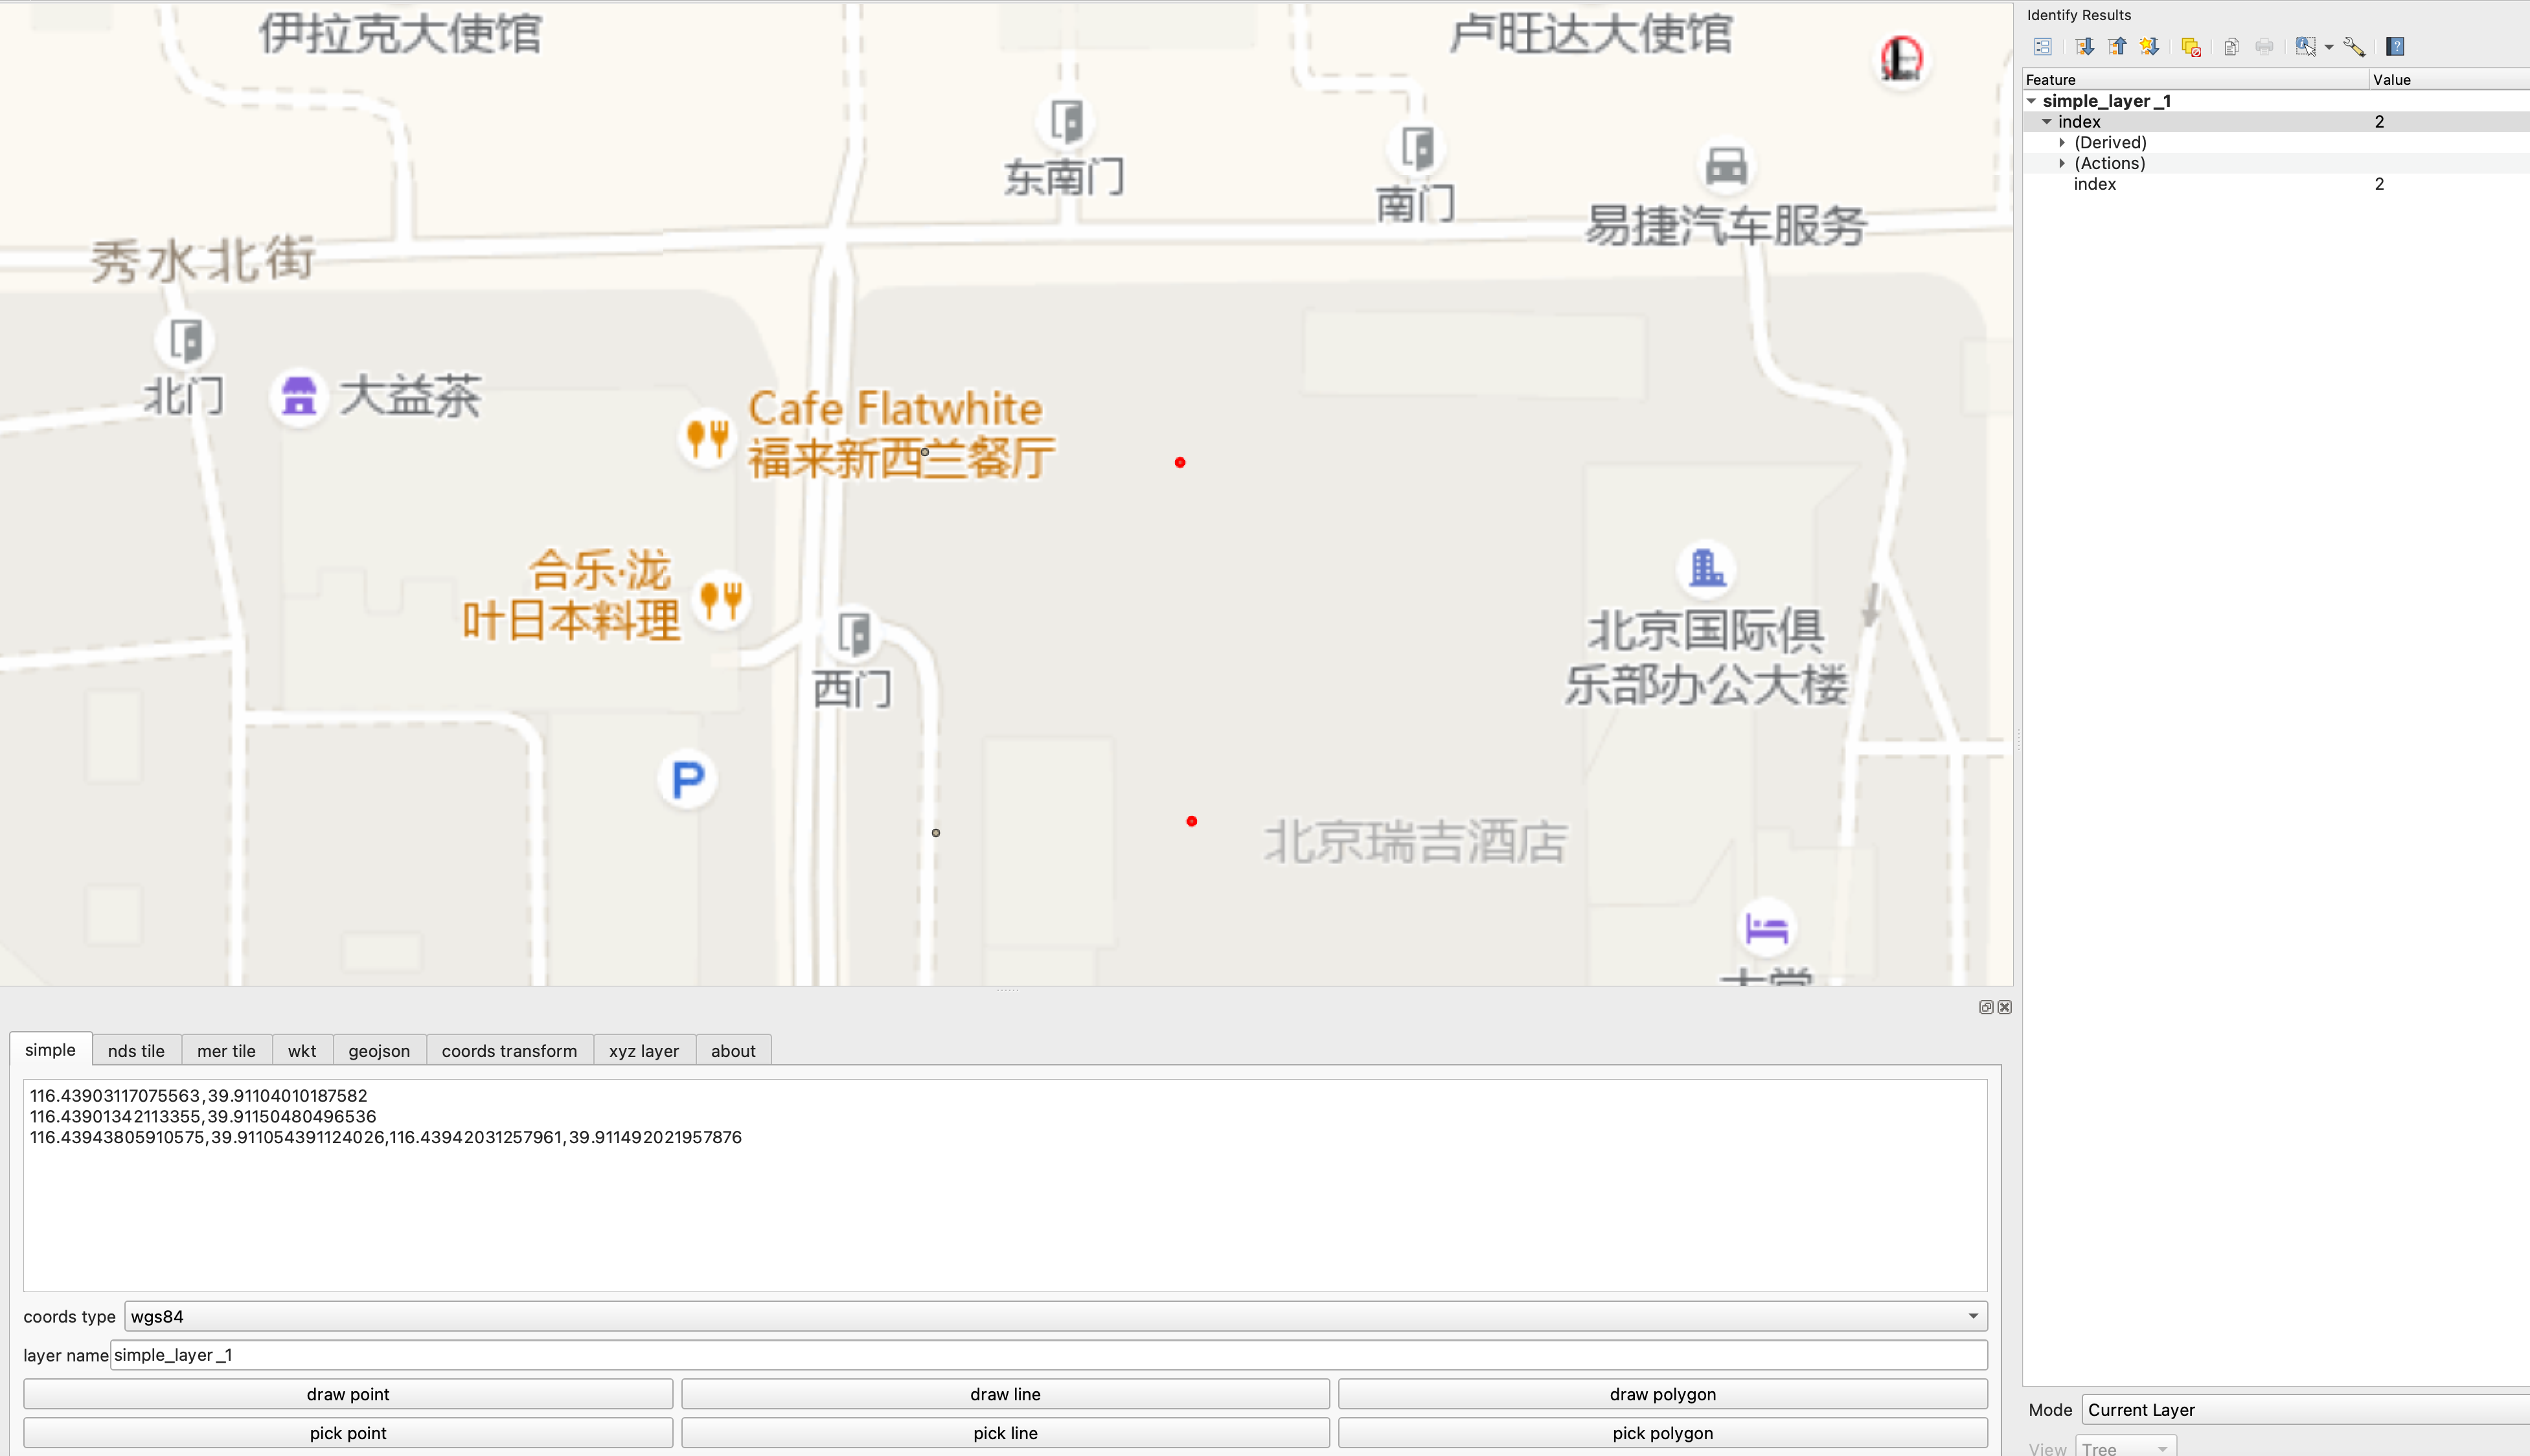 伊拉克大使馆
卢旺达大使馆
东南门
南门
易捷汽车服务
秀水北街
北门
大益茶
Cafe Flatwhite
福来新西兰餐厅
合乐·泷
叶日本料理
西门
P
北京国际俱
乐部办公大楼
北京瑞吉酒店
Identify Results
Feature
Value
simple_layer_1
index
2
(Derived)
(Actions)
index
2
Mode
Current Layer
View
Tree
simple
nds tile
mer tile
wkt
geojson
coords transform
xyz layer
about
116.43903117075563,39.91104010187582
116.43901342113355,39.91150480496536
116.43943805910575,39.911054391124026,116.43942031257961,39.911492021957876
coords type
wgs84
layer name
simple_layer_1
draw point
draw line
draw polygon
pick point
pick line
pick polygon